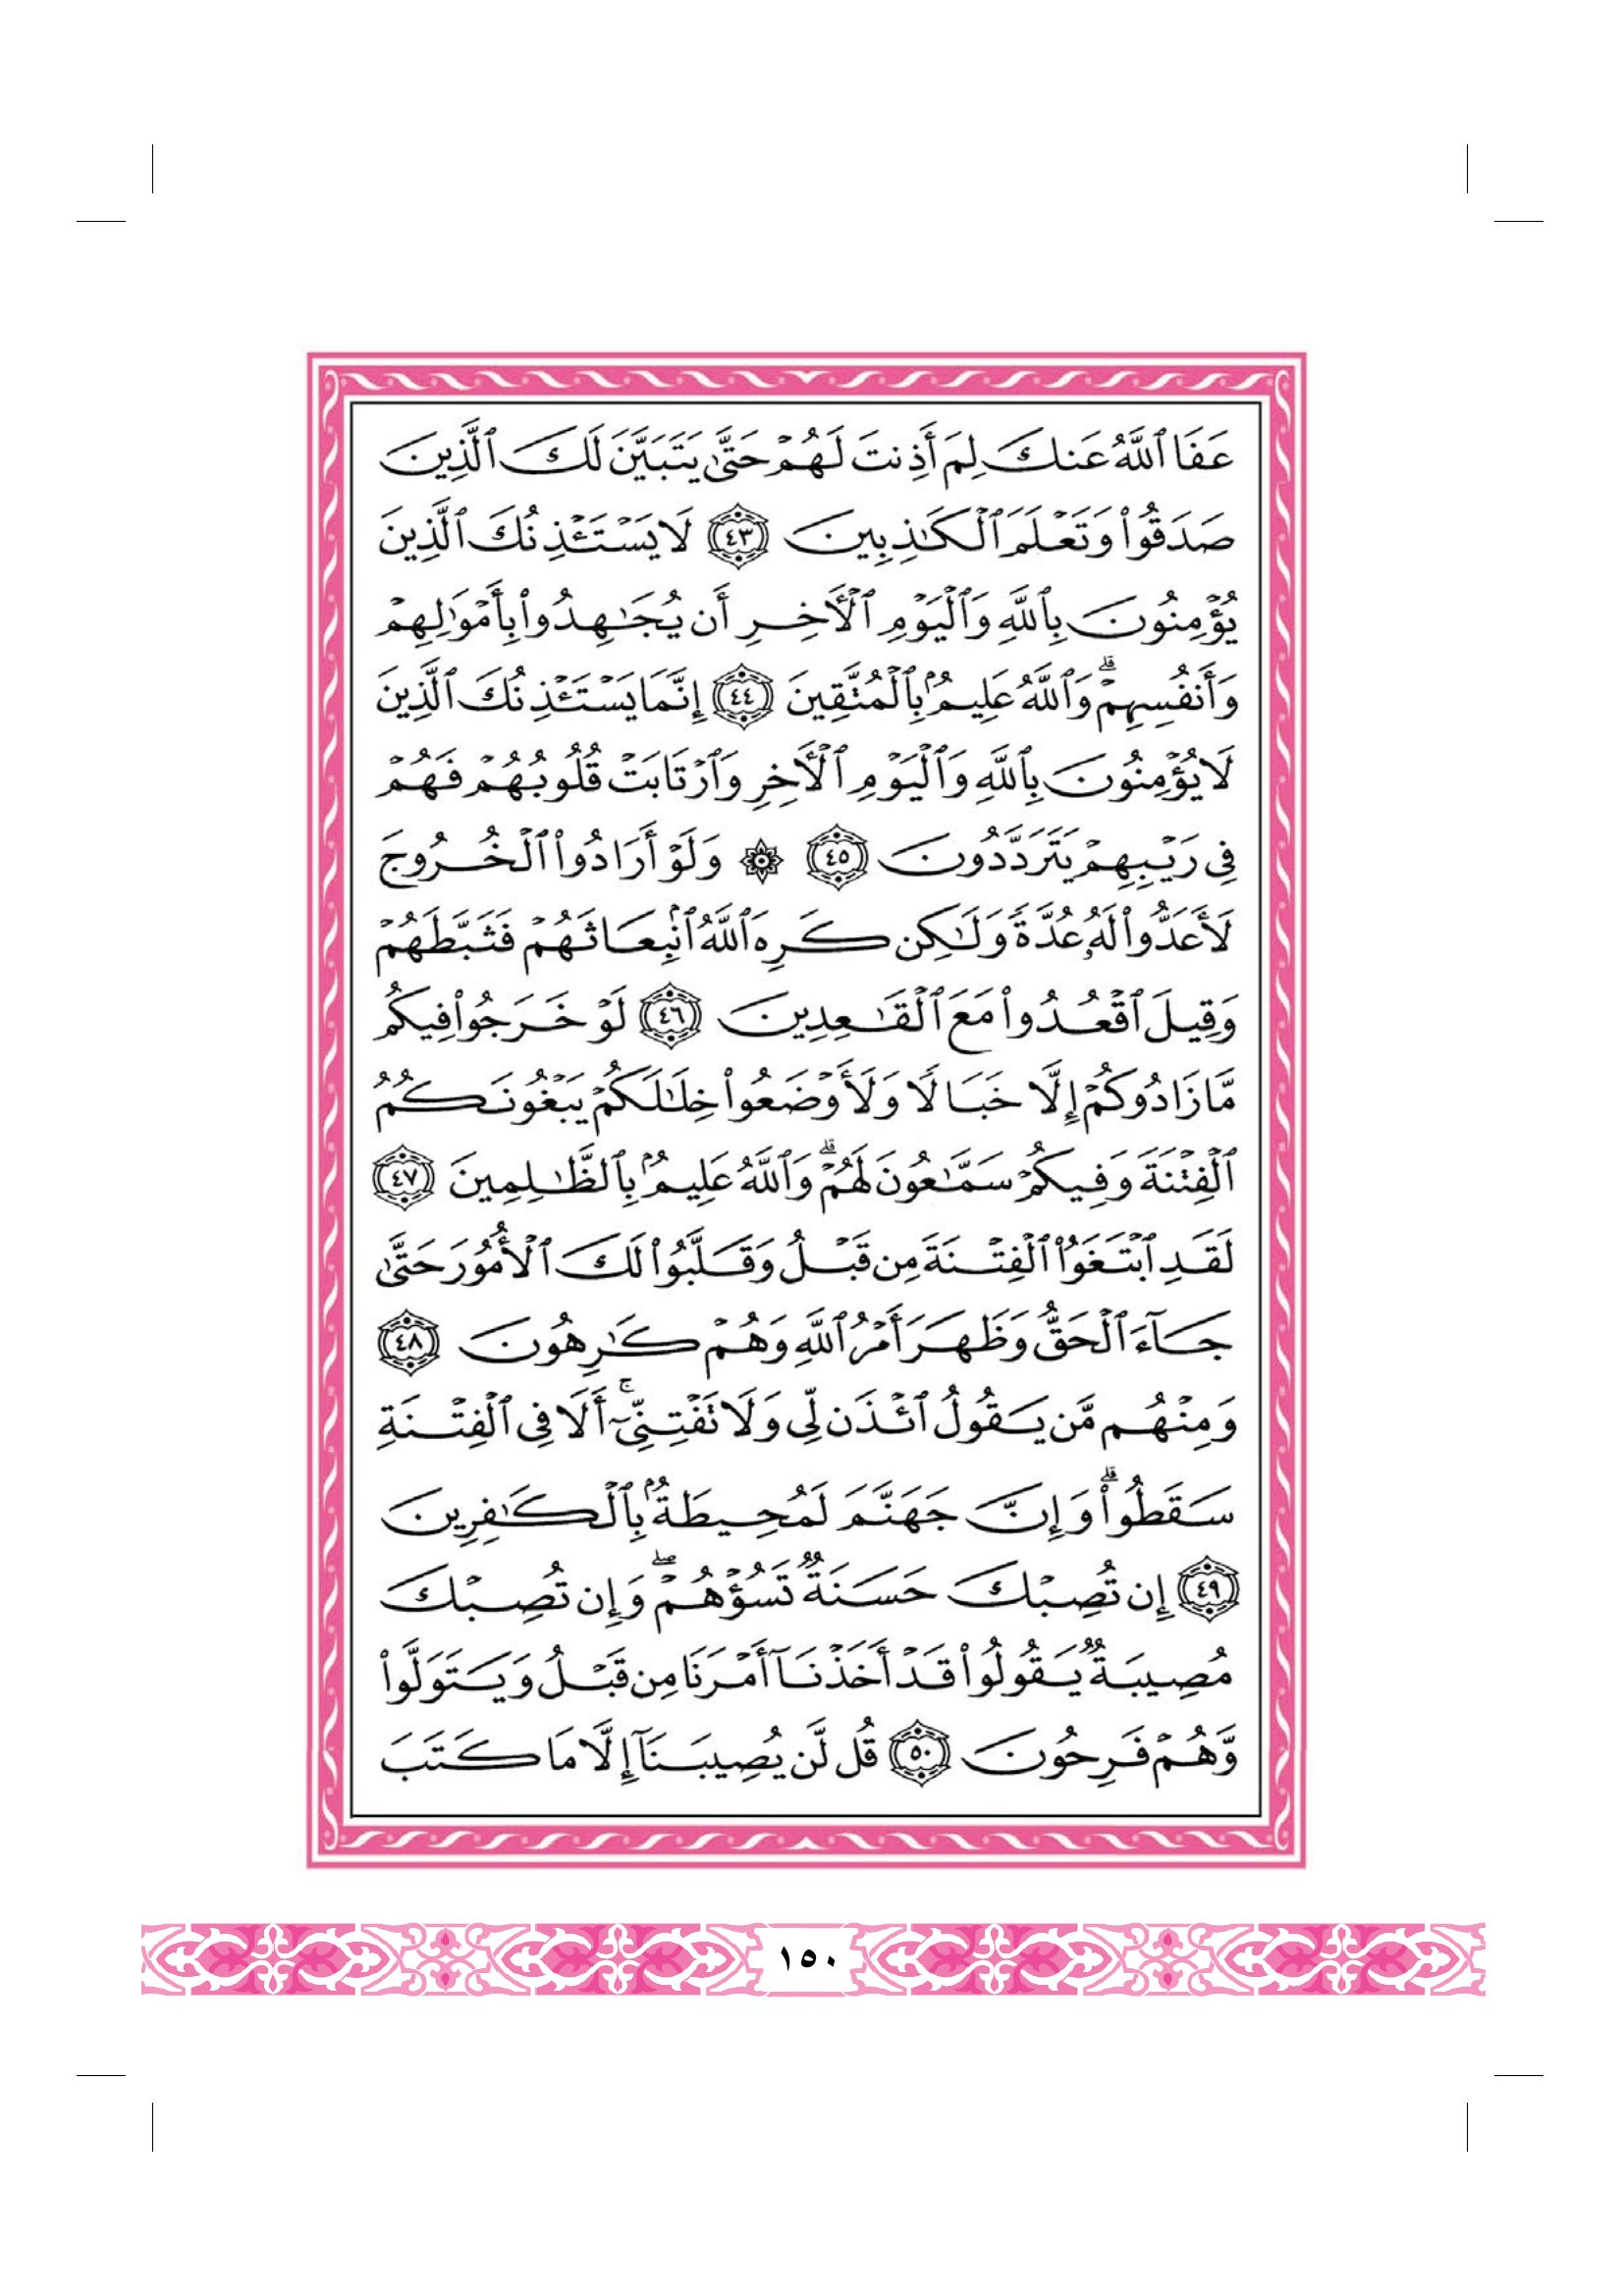 عَفَا ٱللَّهُ عَنكَ لِمَ أَذِنتَ لَهُمْ حَتَّىٰ يَتَبَيَّنَ لَكَ ٱلَّذِينَ
صَدَقُوا۟ وَتَعْلَمَ ٱلْكَـٰذِبِينَ ٤٣ لَا يَسْتَـْٔذِنُكَ ٱلَّذِينَ
يُؤْمِنُونَ بِٱللَّهِ وَٱلْيَوْمِ ٱلْـَٔاخِرِ أَن يُجَـٰهِدُوا۟ بِأَمْوَٰلِهِمْ
وَأَنفُسِهِمْ ۗ وَٱللَّهُ عَلِيمٌۢ بِٱلْمُتَّقِينَ ٤٤ إِنَّمَا يَسْتَـْٔذِنُكَ ٱلَّذِينَ
لَا يُؤْمِنُونَ بِٱللَّهِ وَٱلْيَوْمِ ٱلْـَٔاخِرِ وَٱرْتَابَتْ قُلُوبُهُمْ فَهُمْ
فِى رَيْبِهِمْ يَتَرَدَّدُونَ ٤٥ ۞ وَلَوْ أَرَادُوا۟ ٱلْخُرُوجَ
لَأَعَدُّوا۟ لَهُۥ عُدَّةً وَلَـٰكِن كَرِهَ ٱللَّهُ ٱنۢبِعَاثَهُمْ فَثَبَّطَهُمْ
وَقِيلَ ٱقْعُدُوا۟ مَعَ ٱلْقَـٰعِدِينَ ٤٦ لَوْ خَرَجُوا۟ فِيكُم
مَّا زَادُوكُمْ إِلَّا خَبَالًا وَلَأَوْضَعُوا۟ خِلَـٰلَكُمْ يَبْغُونَكُمُ
ٱلْفِتْنَةَ وَفِيكُمْ سَمَّـٰعُونَ لَهُمْ ۗ وَٱللَّهُ عَلِيمٌۢ بِٱلظَّـٰلِمِينَ ٤٧
لَقَدِ ٱبْتَغَوُا۟ ٱلْفِتْنَةَ مِن قَبْلُ وَقَلَّبُوا۟ لَكَ ٱلْأُمُورَ حَتَّىٰ
جَآءَ ٱلْحَقُّ وَظَهَرَ أَمْرُ ٱللَّهِ وَهُمْ كَـٰرِهُونَ ٤٨
وَمِنْهُم مَّن يَقُولُ ٱئْذَن لِّى وَلَا تَفْتِنِّىٓ ۚ أَلَا فِى ٱلْفِتْنَةِ
سَقَطُوا۟ ۗ وَإِنَّ جَهَنَّمَ لَمُحِيطَةٌۢ بِٱلْكَـٰفِرِينَ
٤٩ إِن تُصِبْكَ حَسَنَةٌ تَسُؤْهُمْ ۖ وَإِن تُصِبْكَ
مُصِيبَةٌ يَقُولُوا۟ قَدْ أَخَذْنَآ أَمْرَنَا مِن قَبْلُ وَيَتَوَلَّوا۟
وَّهُمْ فَرِحُونَ ٥٠ قُل لَّن يُصِيبَنَآ إِلَّا مَا كَتَبَ
١٥٠